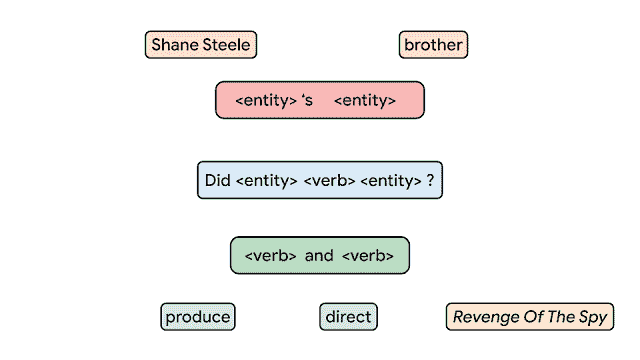 Shane Steele brother
<entity> 's <entity>
Did <entity> <verb> <entity> ?
<verb> and <verb>
produce direct Revenge Of The Spy